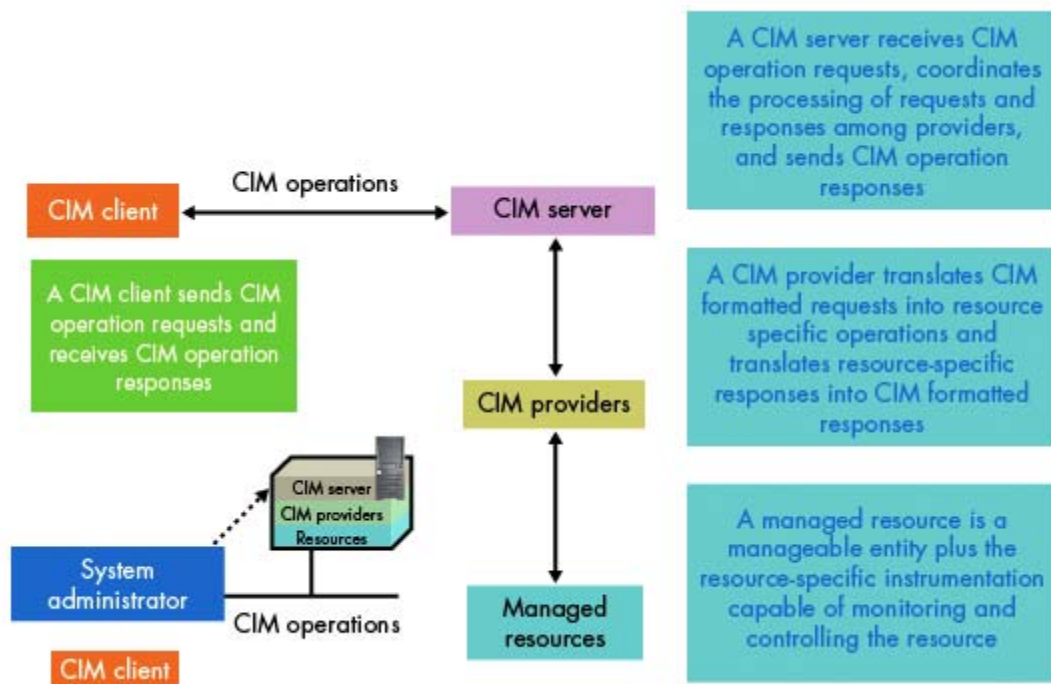 A CIM server receives CIM
operation requests, coordinates
the processing of requests and
responses among providers,
and sends CIM operation
responses
CIM operations
CIM client
CIM server
A CIM client sends CIM
operation requests and
receives CIM operation
responses
A CIM provider translates CIM
formatted requests into resource
specific operations and
translates resource-specific
responses into CIM formatted
responses
CIM providers
CIM server
CIM providers
Resources
System
administrator
CIM operations
CIM client
Managed
resources
A managed resource is a
manageable entity plus the
resource-specific instrumentation
capable of monitoring and
controlling the resource